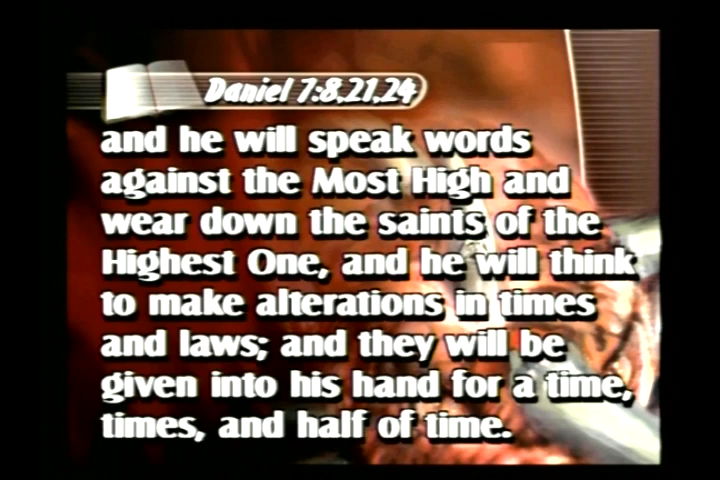 Daniel 7:8,21,24
and he will speak words
against the Most High and
wear down the saints of the
Highest One, and he will think
to make alterations in times
and laws; and they will be
given into his hand for a time,
times, and half of time.